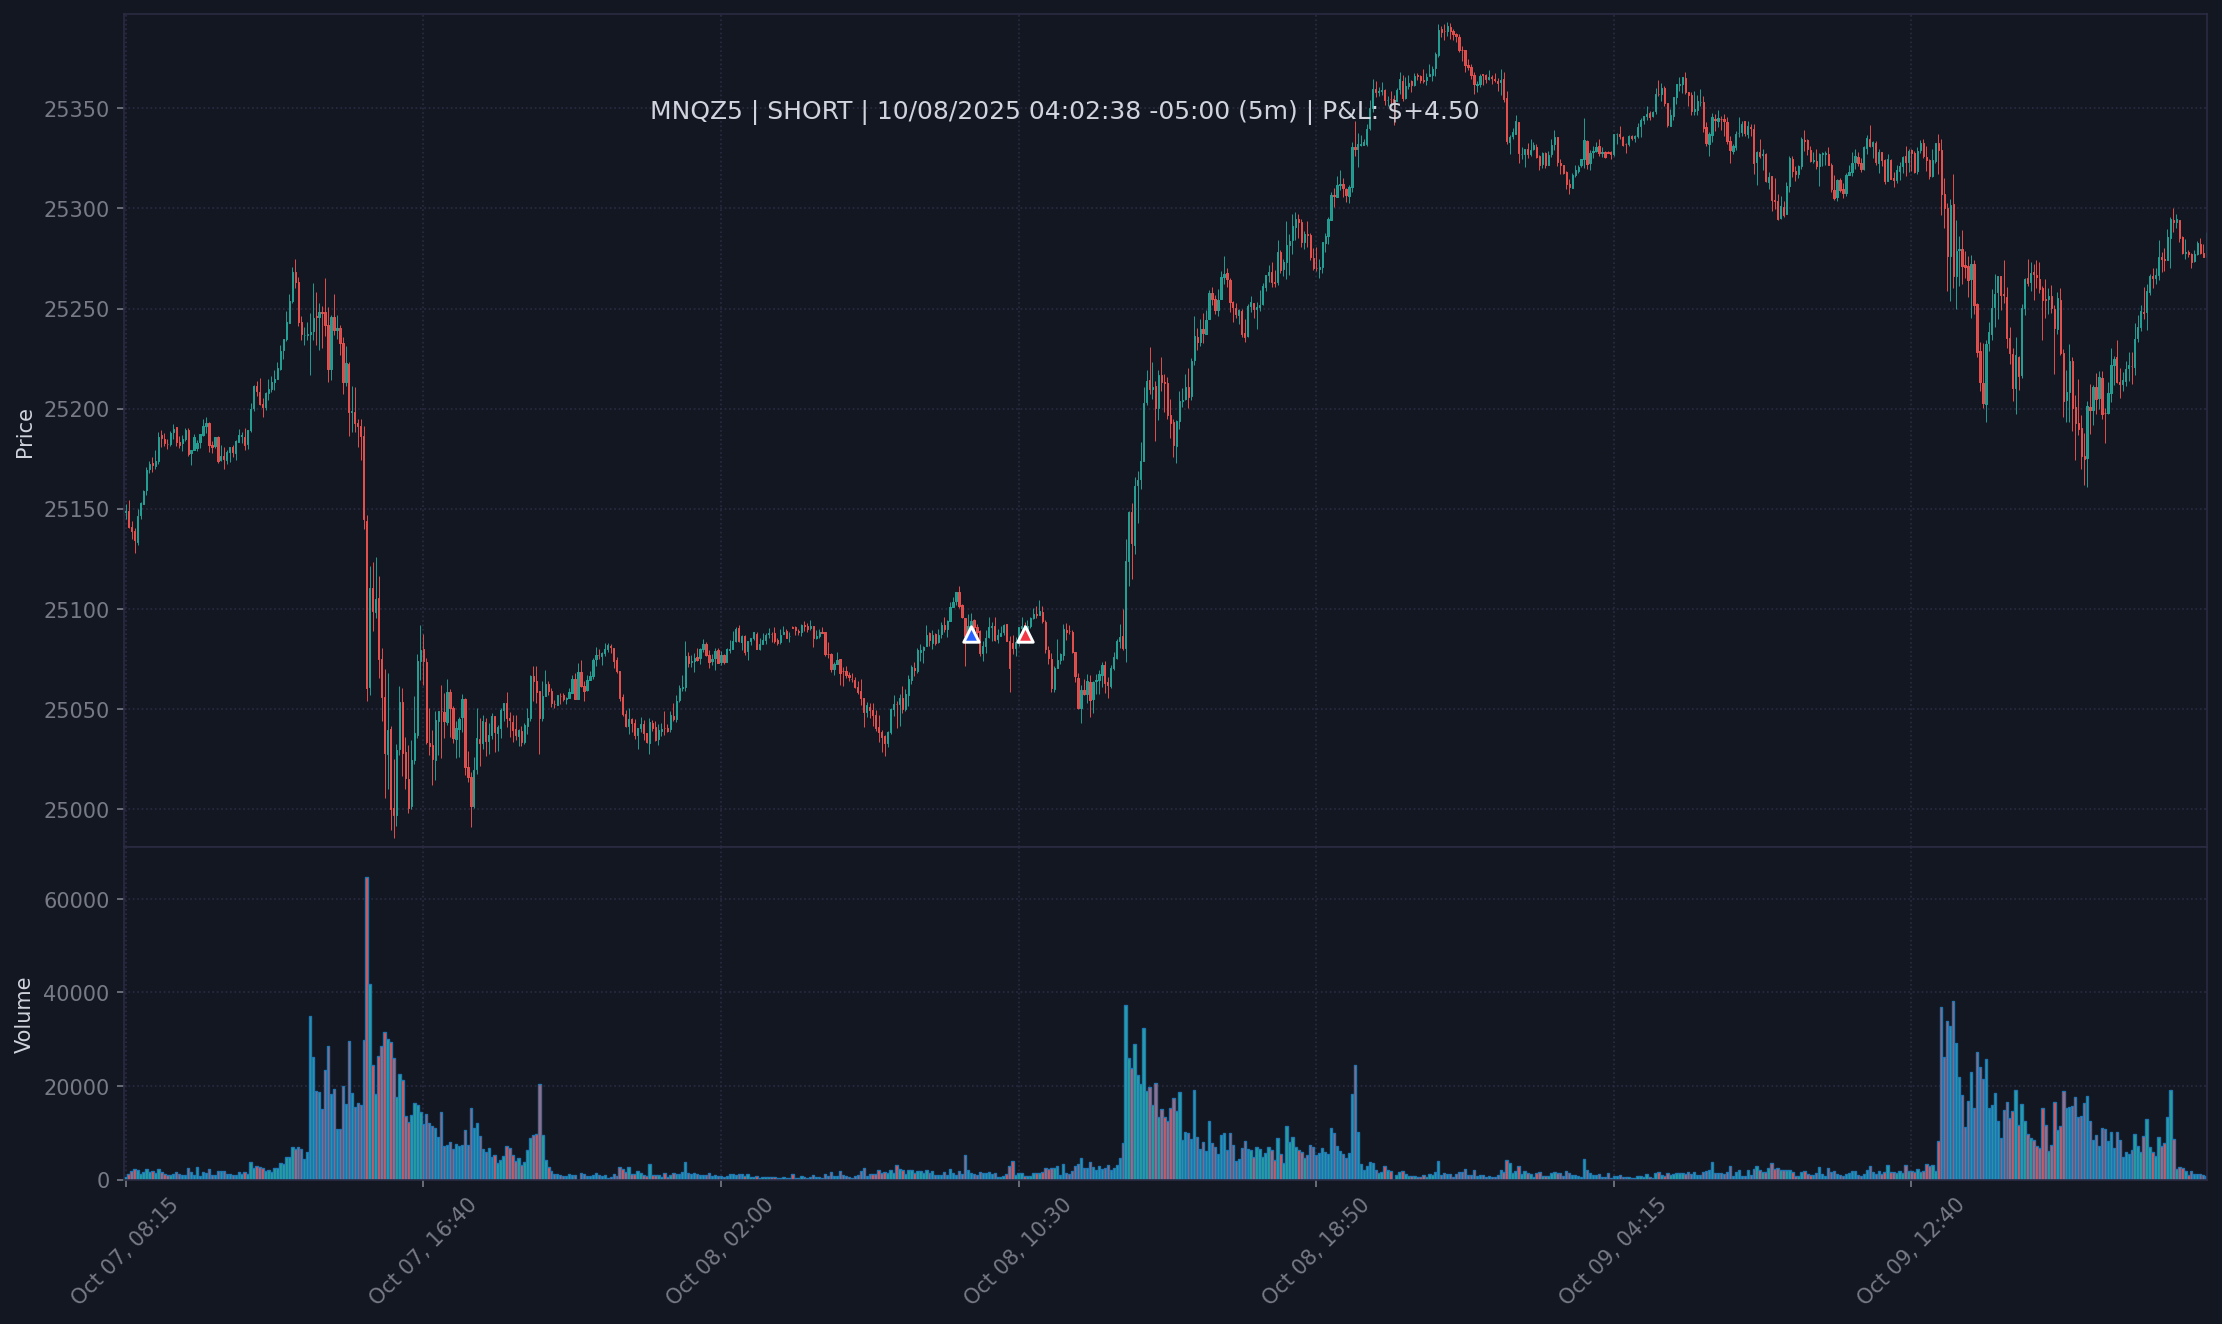 MNQZ5 | SHORT | 10/08/2025 04:02:38 -05:00 (5m) | P&L: $+4.50
Price
25350
25300
25250
25200
25150
25100
25050
25000
Volume
60000
40000
20000
0
Oct 07, 08:15
Oct 07, 16:40
Oct 08, 02:00
Oct 08, 10:30
Oct 08, 18:50
Oct 09, 04:15
Oct 09, 12:40